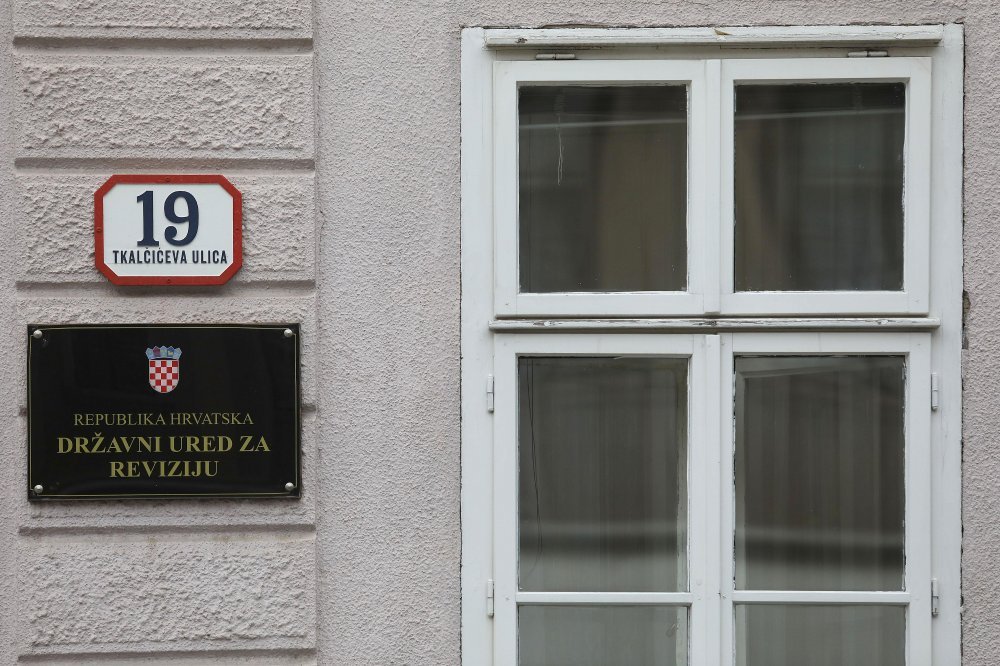 19
TKALČIĆEVA ULICA
REPUBLIKA HRVATSKA
DRŽAVNI URED ZA
REVIZIJU